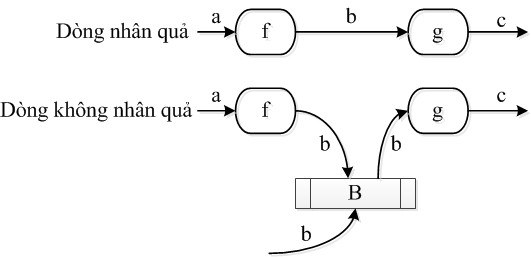 Dòng nhân quả a f b g c
Dòng không nhân quả a f g c
b b
B
b